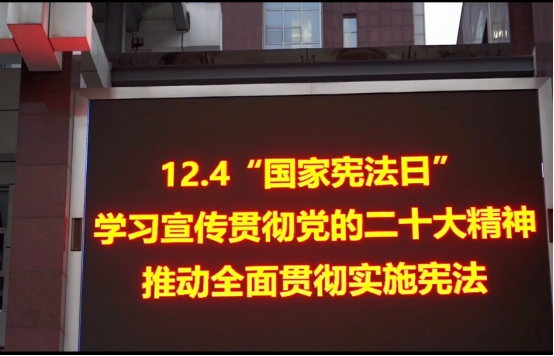 12.4“国家宪法日”
学习宣传贯彻党的二十大精神
推动全面贯彻实施宪法